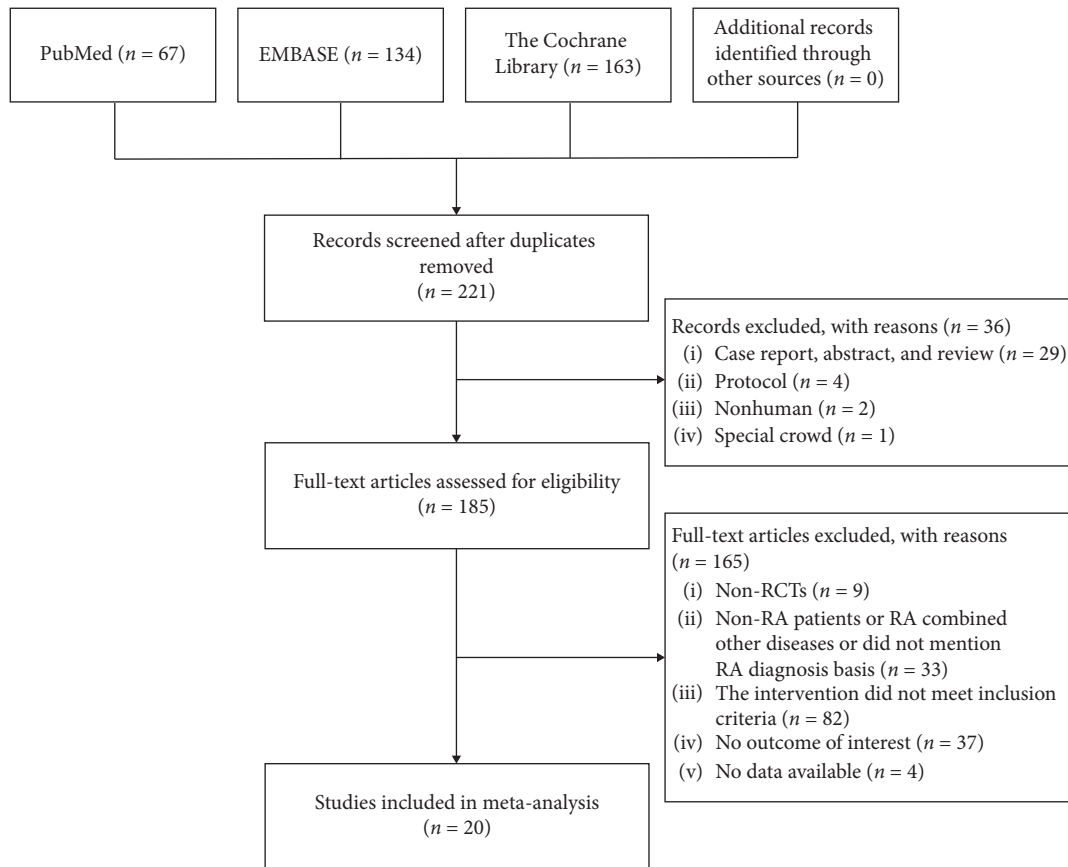 PubMed (n = 67)
EMBASE (n = 134)
The Cochrane
Library (n = 163)
Additional records
identified through
other sources (n = 0)
Records screened after duplicates
removed
(n = 221)
Records excluded, with reasons (n = 36)
(i) Case report, abstract, and review (n = 29)
(ii) Protocol (n = 4)
(iii) Nonhuman (n = 2)
(iv) Special crowd (n = 1)
Full-text articles assessed for eligibility
(n = 185)
Full-text articles excluded, with reasons
(n = 165)
(i) Non-RCTs (n = 9)
(ii) Non-RA patients or RA combined
other diseases or did not mention
RA diagnosis basis (n = 33)
(iii) The intervention did not meet inclusion
criteria (n = 82)
(iv) No outcome of interest (n = 37)
(v) No data available (n = 4)
Studies included in meta-analysis
(n = 20)